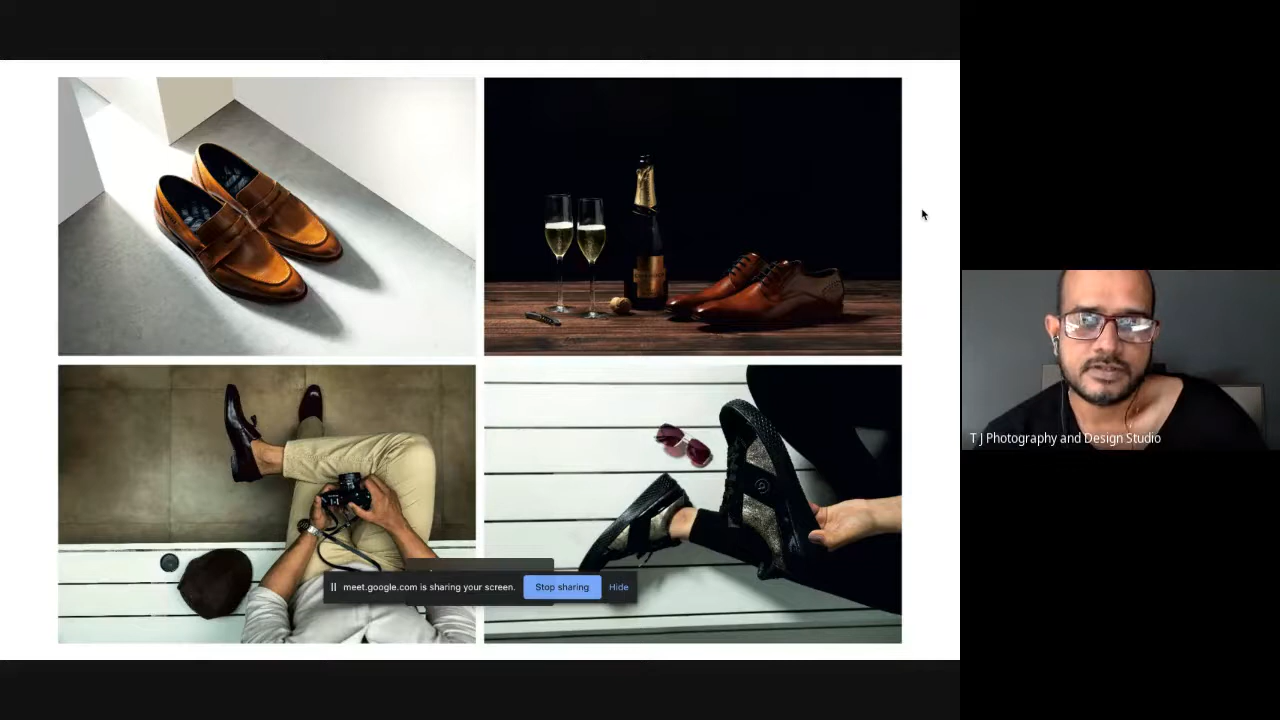 T J Photography and Design Studio
meet.google.com is sharing your screen.
Stop sharing
Hide